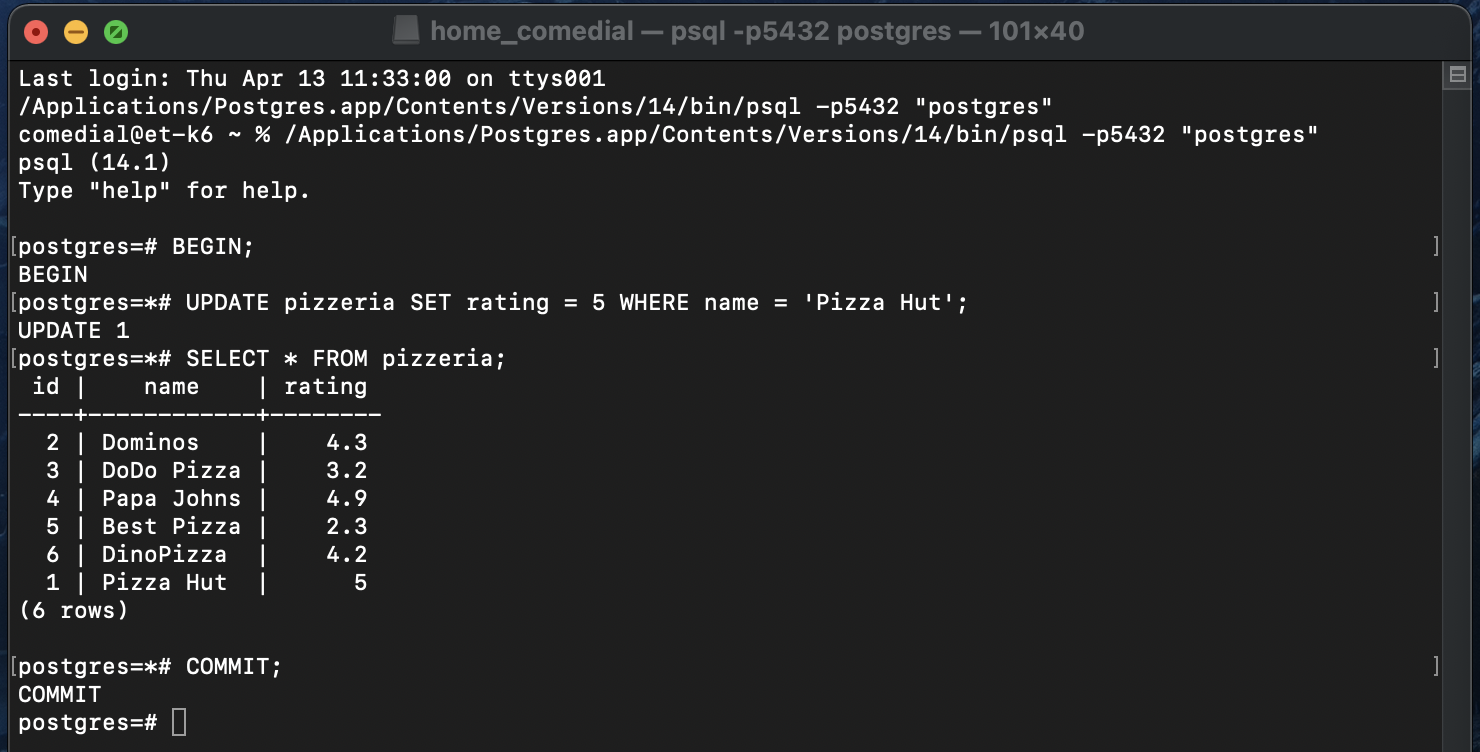 home_comedial — psql -p5432 postgres — 101×40
Last login: Thu Apr 13 11:33:00 on ttys001
/Applications/Postgres.app/Contents/Versions/14/bin/psql -p5432 "postgres"
comedial@et-k6 ~ % /Applications/Postgres.app/Contents/Versions/14/bin/psql -p5432 "postgres"
psql (14.1)
Type "help" for help.

[postgres=# BEGIN; ]
BEGIN
[postgres=*# UPDATE pizzeria SET rating = 5 WHERE name = 'Pizza Hut'; ]
UPDATE 1
[postgres=*# SELECT * FROM pizzeria; ]
 id |    name    | rating
----+------------+--------
  2 | Dominos    |    4.3
  3 | DoDo Pizza |    3.2
  4 | Papa Johns |    4.9
  5 | Best Pizza |    2.3
  6 | DinoPizza  |    4.2
  1 | Pizza Hut  |      5
(6 rows)

[postgres=*# COMMIT; ]
COMMIT
postgres=#